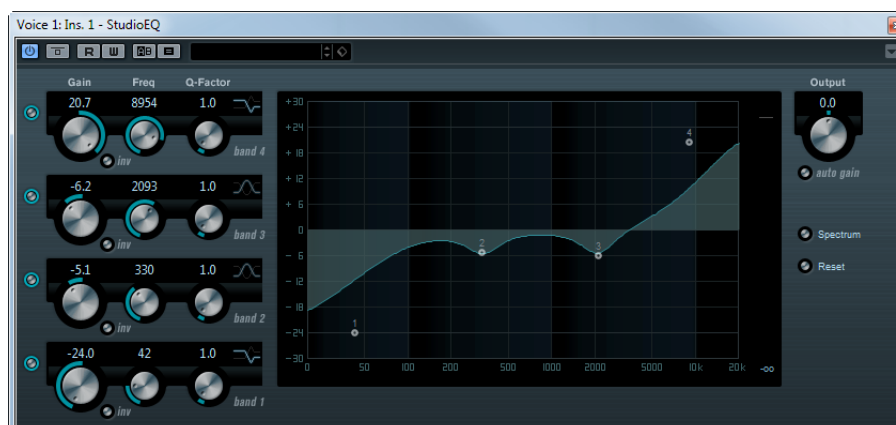 Voice 1: Ins. 1 - StudioEQ
R W AB
Gain Freq Q-Factor Output
20.7 8954 1.0 0.0
inv band 4 auto gain
-6.2 2093 1.0
inv band 3
Spectrum
Reset
-5.1 330 1.0
inv band 2
-24.0 42 1.0
inv band 1
+30
+24
+18
+12
+6
0
-6
-12
-18
-24
-30
1 2 3 4
0 50 100 200 500 1000 2000 5000 10k 20k -∞